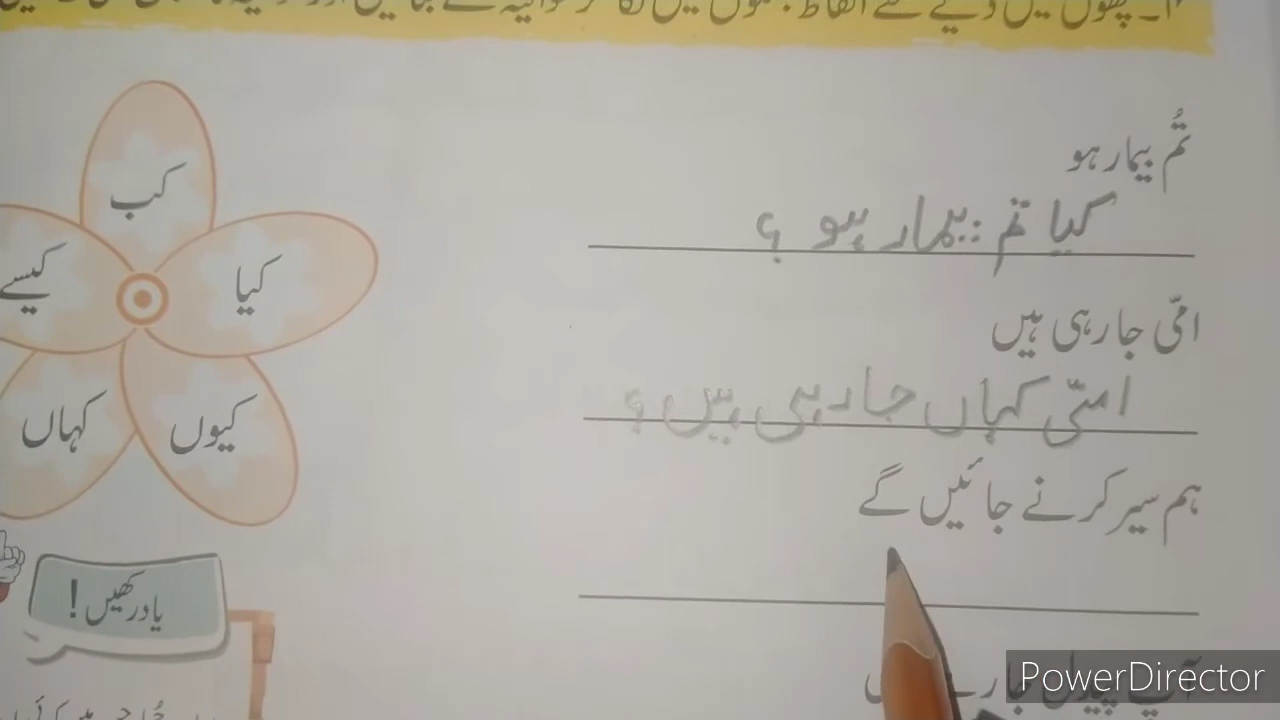 تُم بیمار ہو
کیا تم بیمار ہو ؟
امّی جا رہی ہیں
امّی کہاں جا رہی ہیں ؟
ہم سیر کرنے جائیں گے
کب
کیا
کیسے
کیوں
کہاں
یاد رکھیں !
PowerDirector